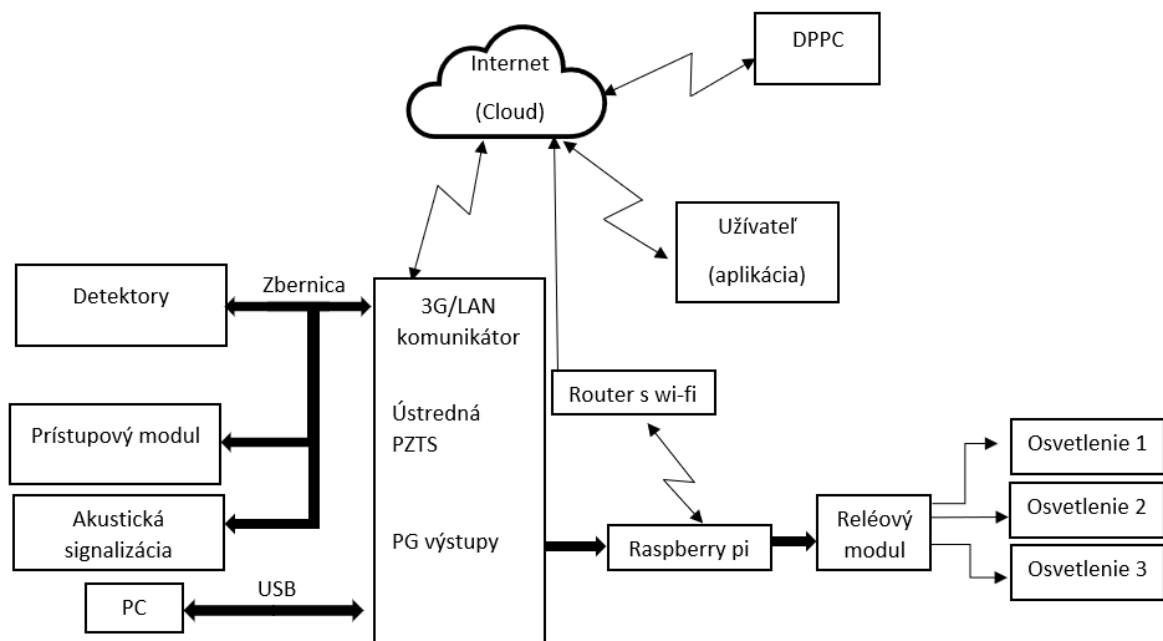 Internet
(Cloud)
DPPC
Užívateľ
(aplikácia)
Detektory
Zbernica
3G/LAN
komunikátor
Router s wi-fi
Ústredná
PZTS
Prístupový modul
Osvetlenie 1
Akustická
signalizácia
PG výstupy
Raspberry pi
Reléový
modul
Osvetlenie 2
Osvetlenie 3
PC
USB